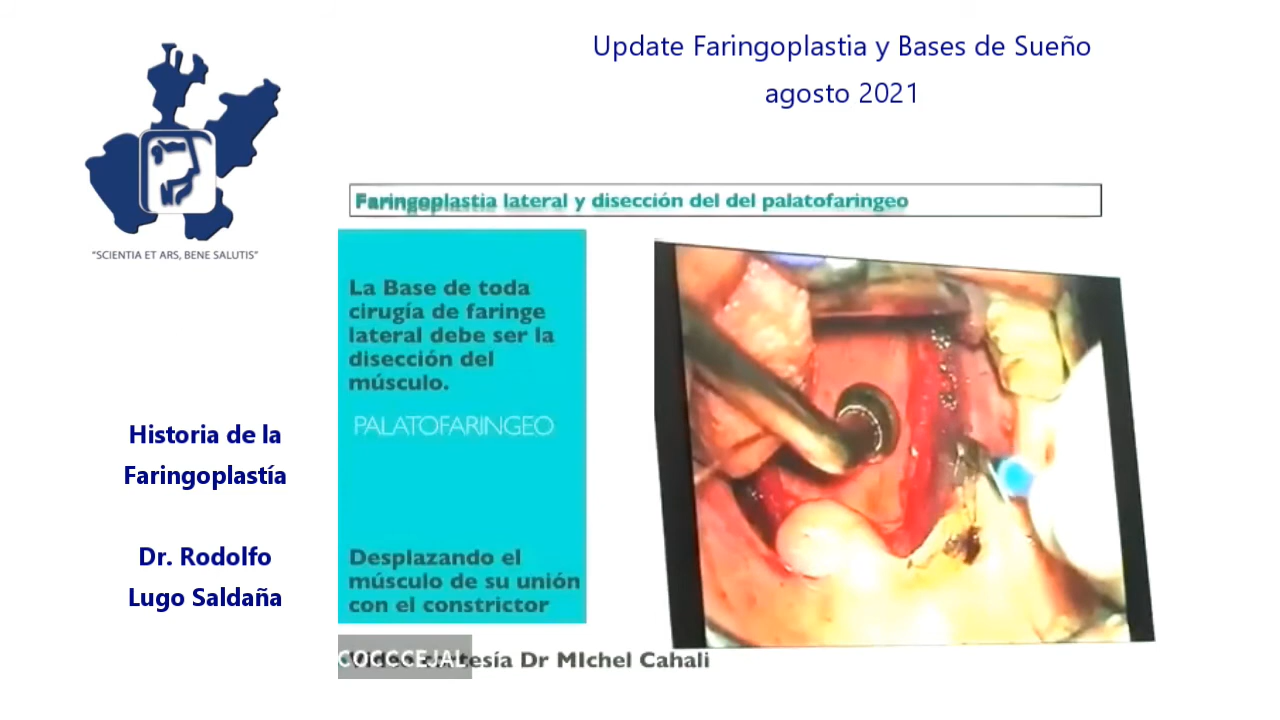 Update Faringoplastia y Bases de Sueño
agosto 2021
"SCIENTIA ET ARS, BENE SALUTIS"
Faringoplastia lateral y disección del del palatofaringeo
La Base de toda
cirugía de faringe
lateral debe ser la
disección del
músculo.
PALATOFARINGEO
Desplazando el
músculo de su unión
con el constrictor
Historia de la
Faringoplastía
Dr. Rodolfo
Lugo Saldaña
COCCCEJAL
Video cortesía Dr MIchel Cahali